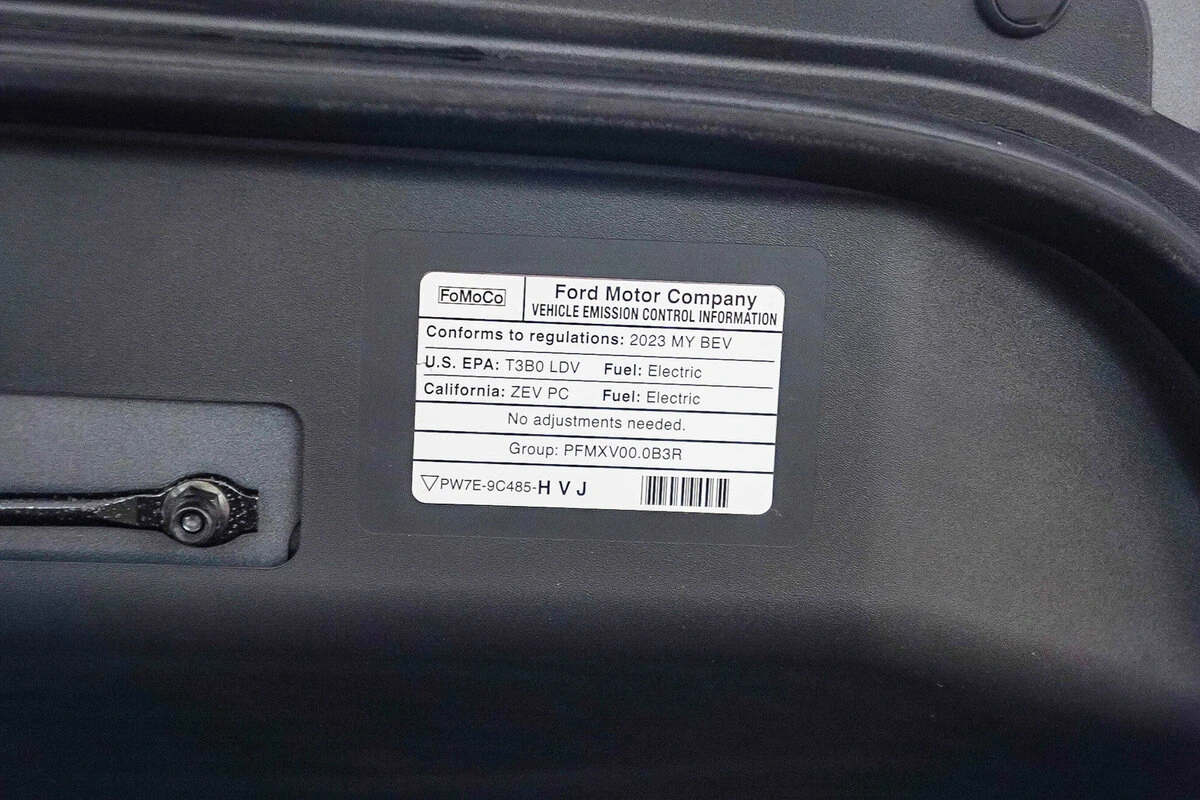 FoMoCo
Ford Motor Company
VEHICLE EMISSION CONTROL INFORMATION
Conforms to regulations: 2023 MY BEV
U.S. EPA: T3B0 LDV Fuel: Electric
California: ZEV PC Fuel: Electric
No adjustments needed.
Group: PFMXV00.0B3R
PW7E-9C485-HVJ